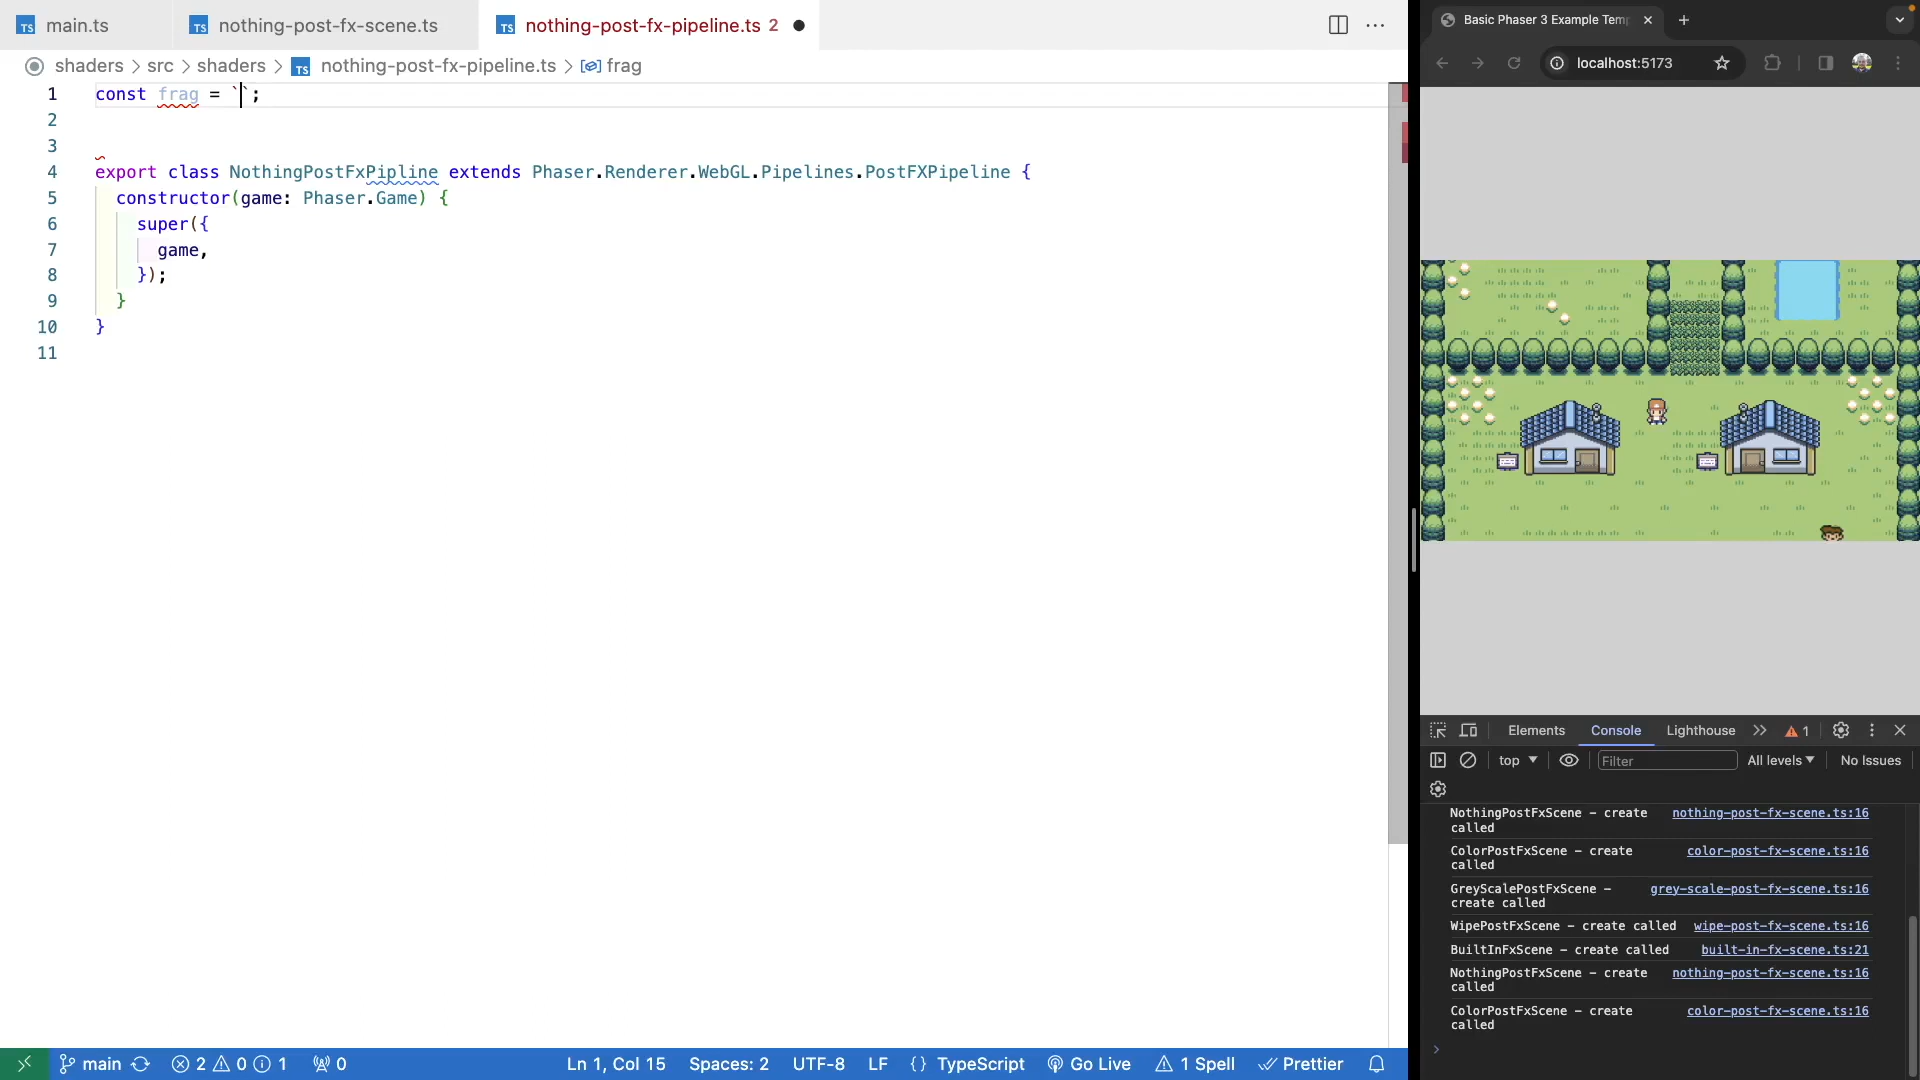 main.ts
nothing-post-fx-scene.ts
nothing-post-fx-pipeline.ts 2
shaders > src > shaders > nothing-post-fx-pipeline.ts > frag
1 const frag = ``;
2
3
4 export class NothingPostFxPipline extends Phaser.Renderer.WebGL.Pipelines.PostFXPipeline {
5 constructor(game: Phaser.Game) {
6 super({
7 game,
8 });
9 }
10 }
11
main 2 0 1 0 Ln 1, Col 15 Spaces: 2 UTF-8 LF {} TypeScript Go Live 1 Spell Prettier
Basic Phaser 3 Example Temp
localhost:5173
Elements Console Lighthouse 1
top Filter All levels No Issues
NothingPostFxScene - create called nothing-post-fx-scene.ts:16
ColorPostFxScene - create called color-post-fx-scene.ts:16
GreyScalePostFxScene - create called grey-scale-post-fx-scene.ts:16
WipePostFxScene - create called wipe-post-fx-scene.ts:16
BuiltInFxScene - create called built-in-fx-scene.ts:21
NothingPostFxScene - create called nothing-post-fx-scene.ts:16
ColorPostFxScene - create called color-post-fx-scene.ts:16